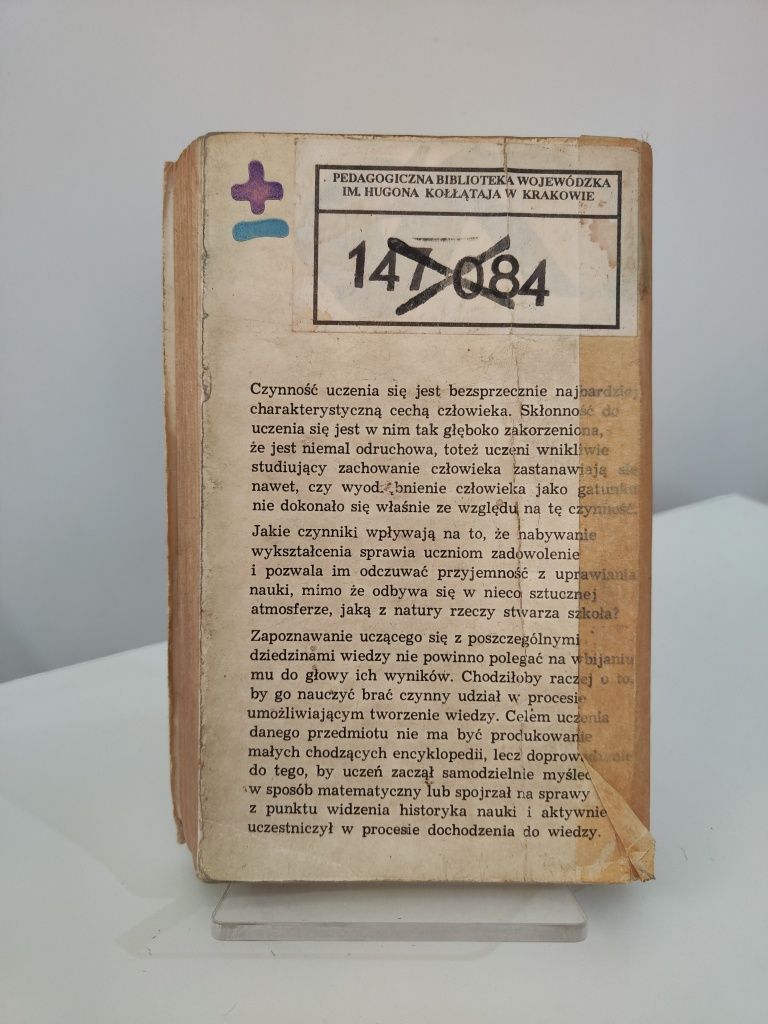 PEDAGOGICZNA BIBLIOTEKA WOJEWÓDZKA
IM. HUGONA KOŁŁĄTAJA W KRAKOWIE
147 084
Czynność uczenia się jest bezsprzecznie najbardziej
charakterystyczną cechą człowieka. Skłonność do
uczenia się jest w nim tak głęboko zakorzeniona,
że jest niemal odruchowa, toteż uczeni wnikliwie
studiujący zachowanie człowieka zastanawiają się
nawet, czy wyodrębnienie człowieka jako gatunku
nie dokonało się właśnie ze względu na tę czynność.
Jakie czynniki wpływają na to, że nabywanie
wykształcenia sprawia uczniom zadowolenie
i pozwala im odczuwać przyjemność z uprawiania
nauki, mimo że odbywa się w nieco sztucznej
atmosferze, jaką z natury rzeczy stwarza szkoła?
Zapoznawanie uczącego się z poszczególnymi
dziedzinami wiedzy nie powinno polegać na wbijaniu
mu do głowy ich wyników. Chodziłoby raczej o to,
by go nauczyć brać czynny udział w procesie
umożliwiającym tworzenie wiedzy. Celem uczenia
danego przedmiotu nie ma być produkowanie
małych chodzących encyklopedii, lecz doprowadzanie
do tego, by uczeń zaczął samodzielnie myśleć
w sposób matematyczny lub spojrzał na sprawy
z punktu widzenia historyka nauki i aktywnie
uczestniczył w procesie dochodzenia do wiedzy.